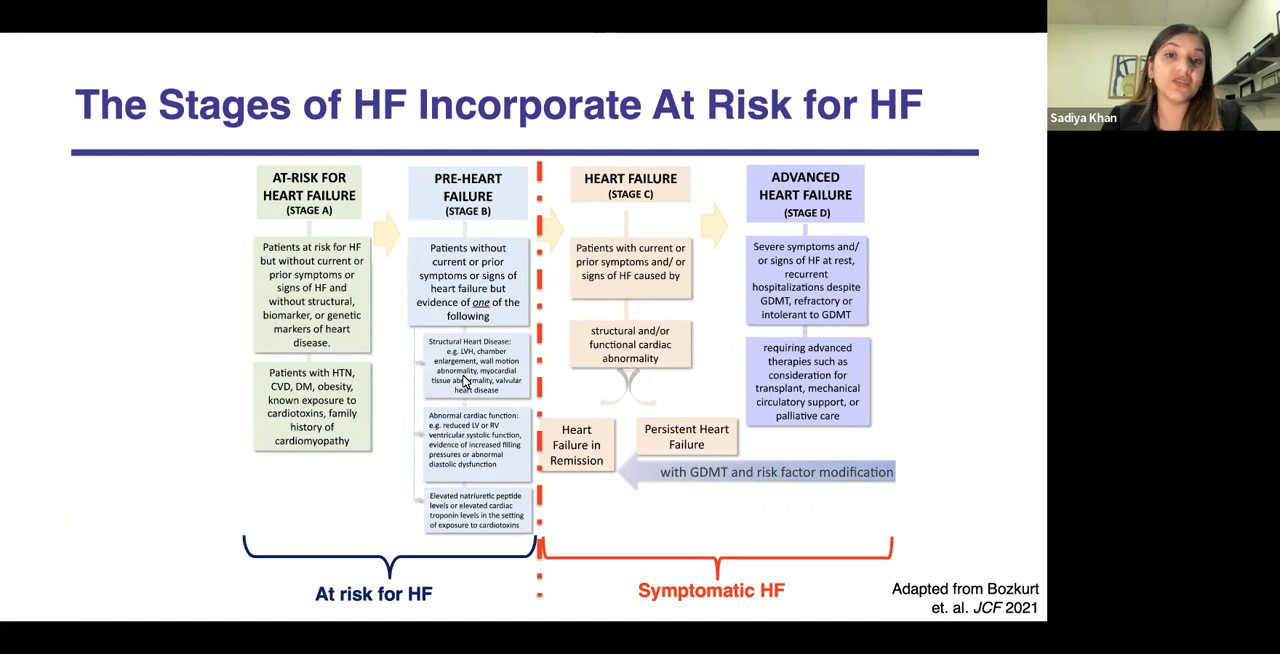 The Stages of HF Incorporate At Risk for HF
AT-RISK FOR
HEART FAILURE
(STAGE A)
Patients at risk for HF
but without current or
prior symptoms or
signs of HF and
without structural,
biomarker, or genetic
markers of heart
disease.
Patients with HTN,
CVD, DM, obesity,
known exposure to
cardiotoxins, family
history of
cardiomyopathy
PRE-HEART
FAILURE
(STAGE B)
Patients without
current or prior
symptoms or signs of
heart failure but
evidence of one of the
following
Structural Heart Disease:
e.g. LVH, chamber
enlargement, wall motion
abnormality, myocardial
tissue abnormality, valvular
heart disease
Abnormal cardiac function:
e.g. reduced LV or RV
ventricular systolic function,
evidence of increased filling
pressures or abnormal
diastolic dysfunction
Elevated natriuretic peptide
levels or elevated cardiac
troponin levels in the setting
of exposure to cardiotoxins
HEART FAILURE
(STAGE C)
Patients with current or
prior symptoms and/ or
signs of HF caused by
structural and/or
functional cardiac
abnormality
Heart
Failure in
Remission
Persistent Heart
Failure
with GDMT and risk factor modification
ADVANCED
HEART FAILURE
(STAGE D)
Severe symptoms and/
or signs of HF at rest,
recurrent
hospitalizations despite
GDMT, refractory or
intolerant to GDMT
requiring advanced
therapies such as
consideration for
transplant, mechanical
circulatory support, or
palliative care
At risk for HF
Symptomatic HF
Adapted from Bozkurt
et. al. JCF 2021
Sadiya Khan